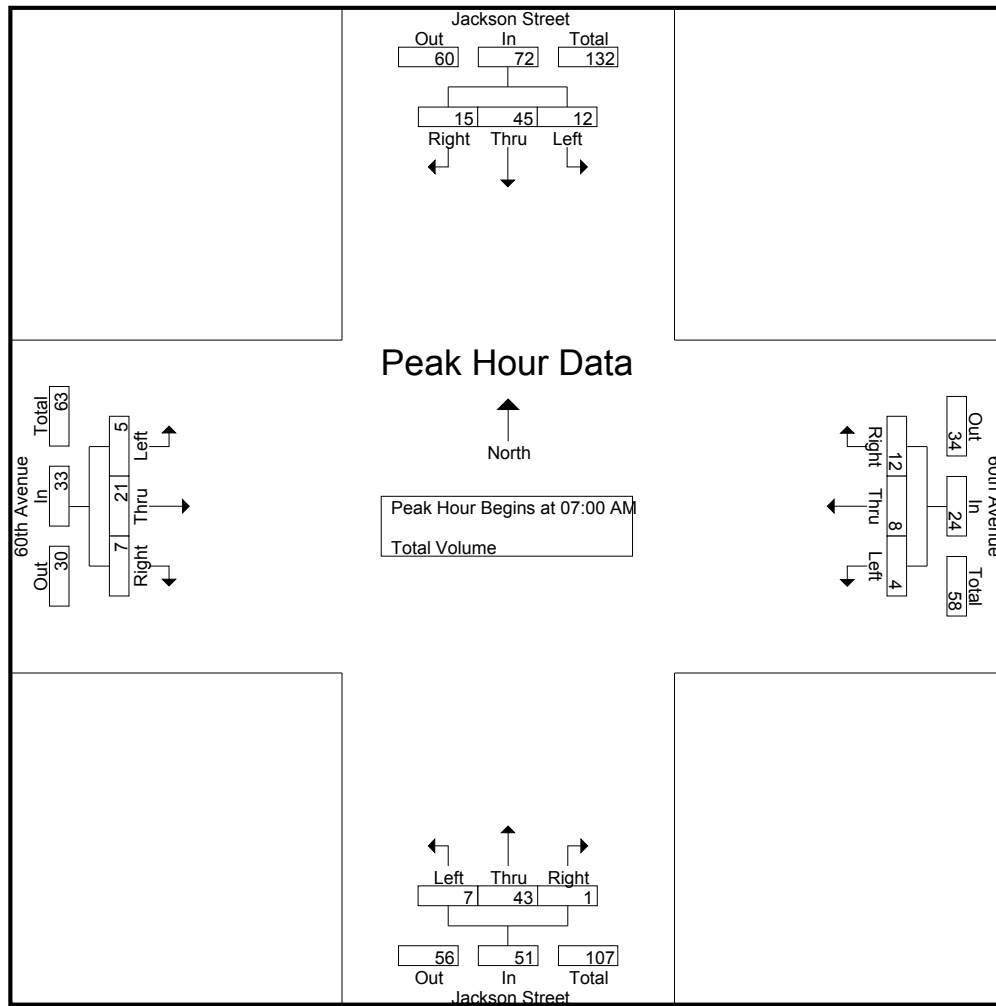 Jackson Street
Out In Total
60 72 132
15 45 12
Right Thru Left
Peak Hour Data
North
Peak Hour Begins at 07:00 AM
Total Volume
60th Avenue
Out In Total
30 33 63
Left Thru Right
5 21 7
60th Avenue
Out In Total
34 24 58
Right Thru Left
12 8 4
Left Thru Right
7 43 1
56 51 107
Out In Total
Jackson Street